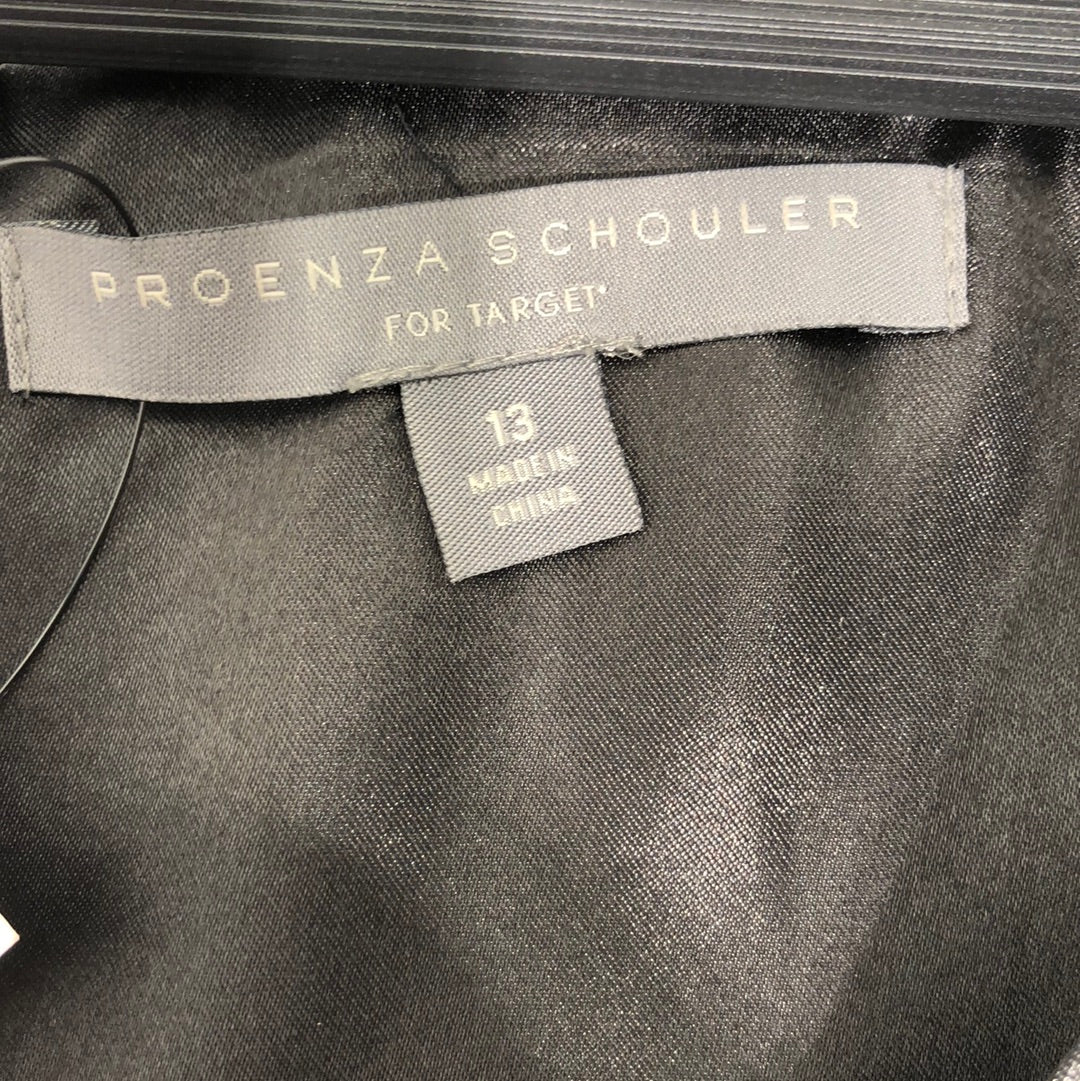 PROENZA SCHOULER
FOR TARGET
13
MADE IN
CHINA